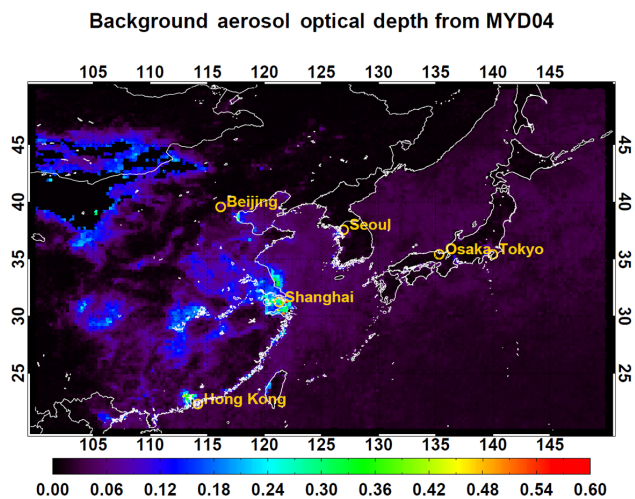 Background aerosol optical depth from MYD04
105 110 115 120 125 130 135 140 145
45 45
40 40
Beijing
Seoul
35 35
Osaka Tokyo
Shanghai
30 30
25 25
Hong Kong
105 110 115 120 125 130 135 140 145
0.00 0.06 0.12 0.18 0.24 0.30 0.36 0.42 0.48 0.54 0.60